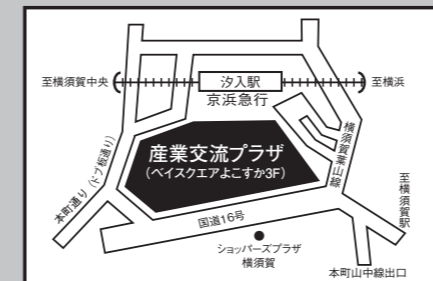 至横須賀中央
汐入駅
京浜急行
至横浜
産業交流プラザ
(ベイスクエアよこすか3F)
本町通り(ドブ板通り)
横須賀葉山線
至横須賀駅
国道16号
ショッパーズプラザ
横須賀
本町山中線出口